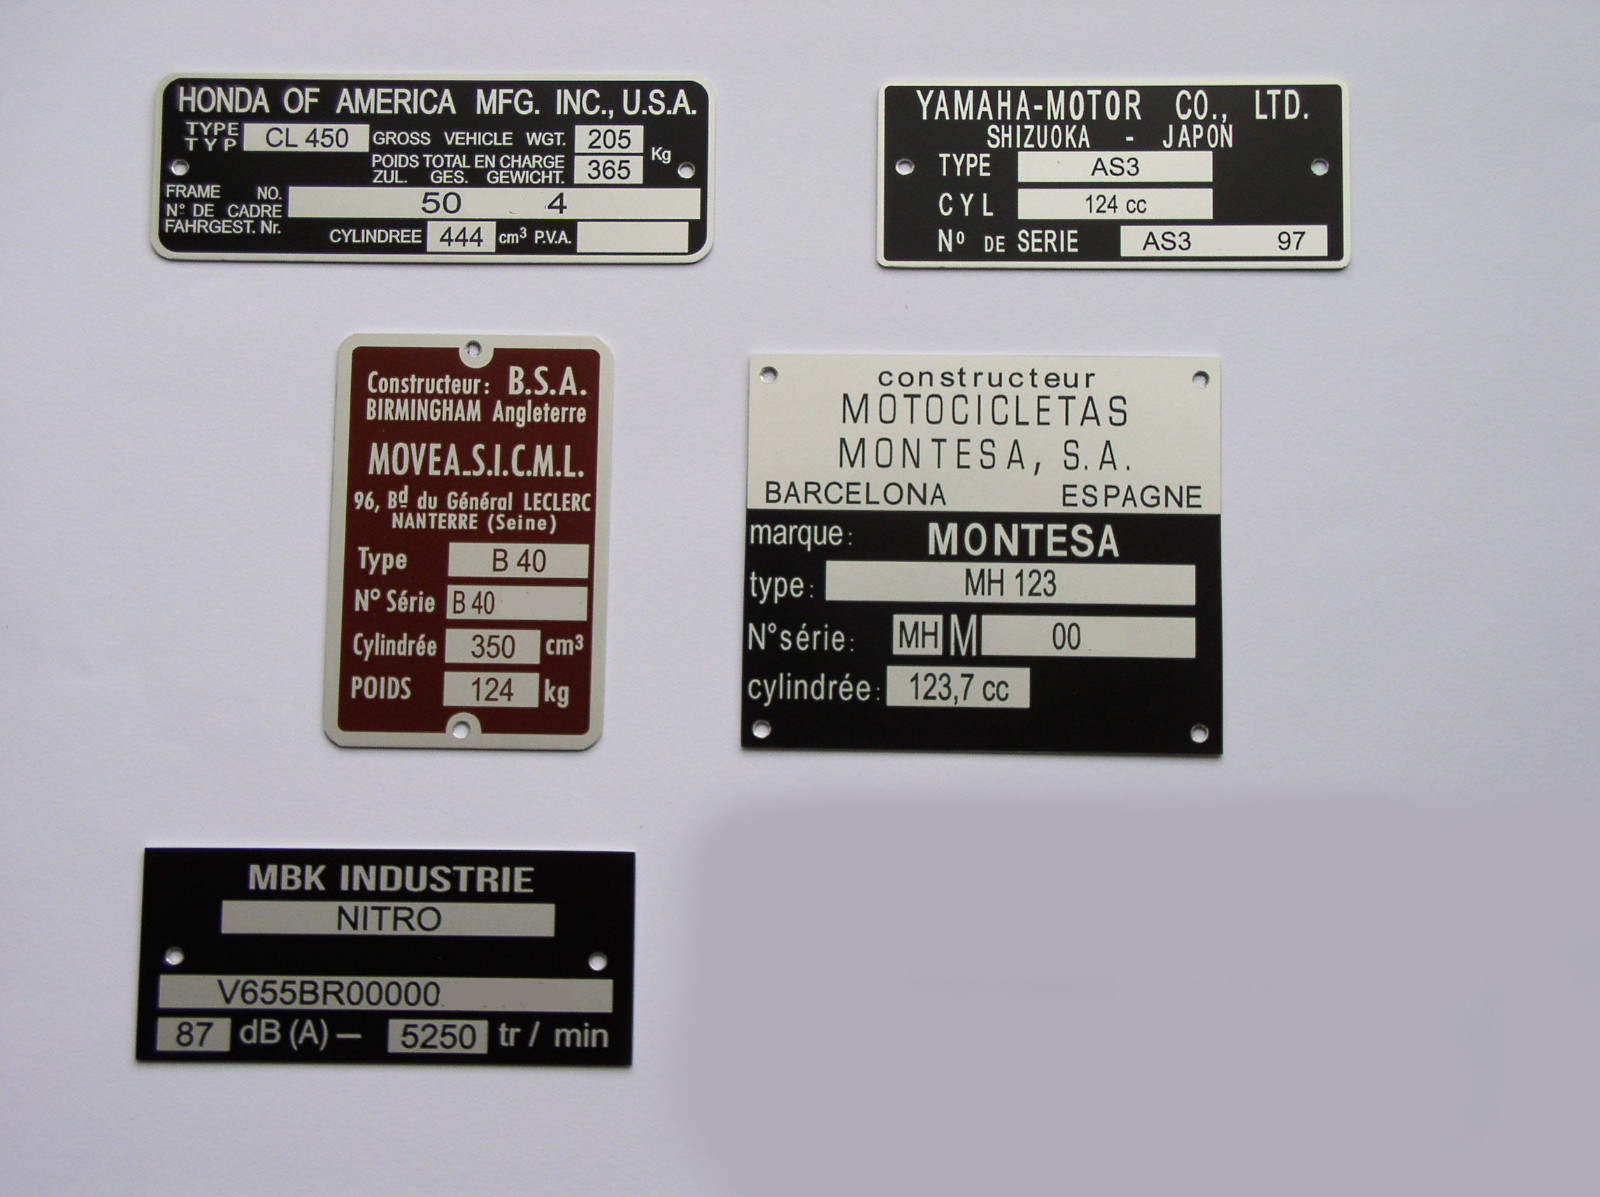 HONDA OF AMERICA MFG. INC., U.S.A.
TYPE
TYP
CL 450
GROSS VEHICLE WGT. 205
POIDS TOTAL EN CHARGE
ZUL. GES. GEWICHT. 365
Kg
FRAME NO.
N° DE CADRE
FAHRGEST. Nr.
50 4
CYLINDREE 444 cm³ P.V.A.
YAMAHA-MOTOR CO., LTD.
SHIZUOKA - JAPON
TYPE AS3
CYL 124 cc
Nº DE SERIE AS3 97
Constructeur: B.S.A.
BIRMINGHAM Angleterre
MOVEA.S.I.C.M.L.
96, Bd du Général LECLERC
NANTERRE (Seine)
Type B 40
N° Série B 40
Cylindrée 350 cm³
POIDS 124 kg
constructeur
MOTOCICLETAS
MONTESA, S.A.
BARCELONA ESPAGNE
marque: MONTESA
type: MH 123
N°série: MH M 00
cylindrée: 123,7 cc
MBK INDUSTRIE
NITRO
V655BR00000
87 dB (A) — 5250 tr / min